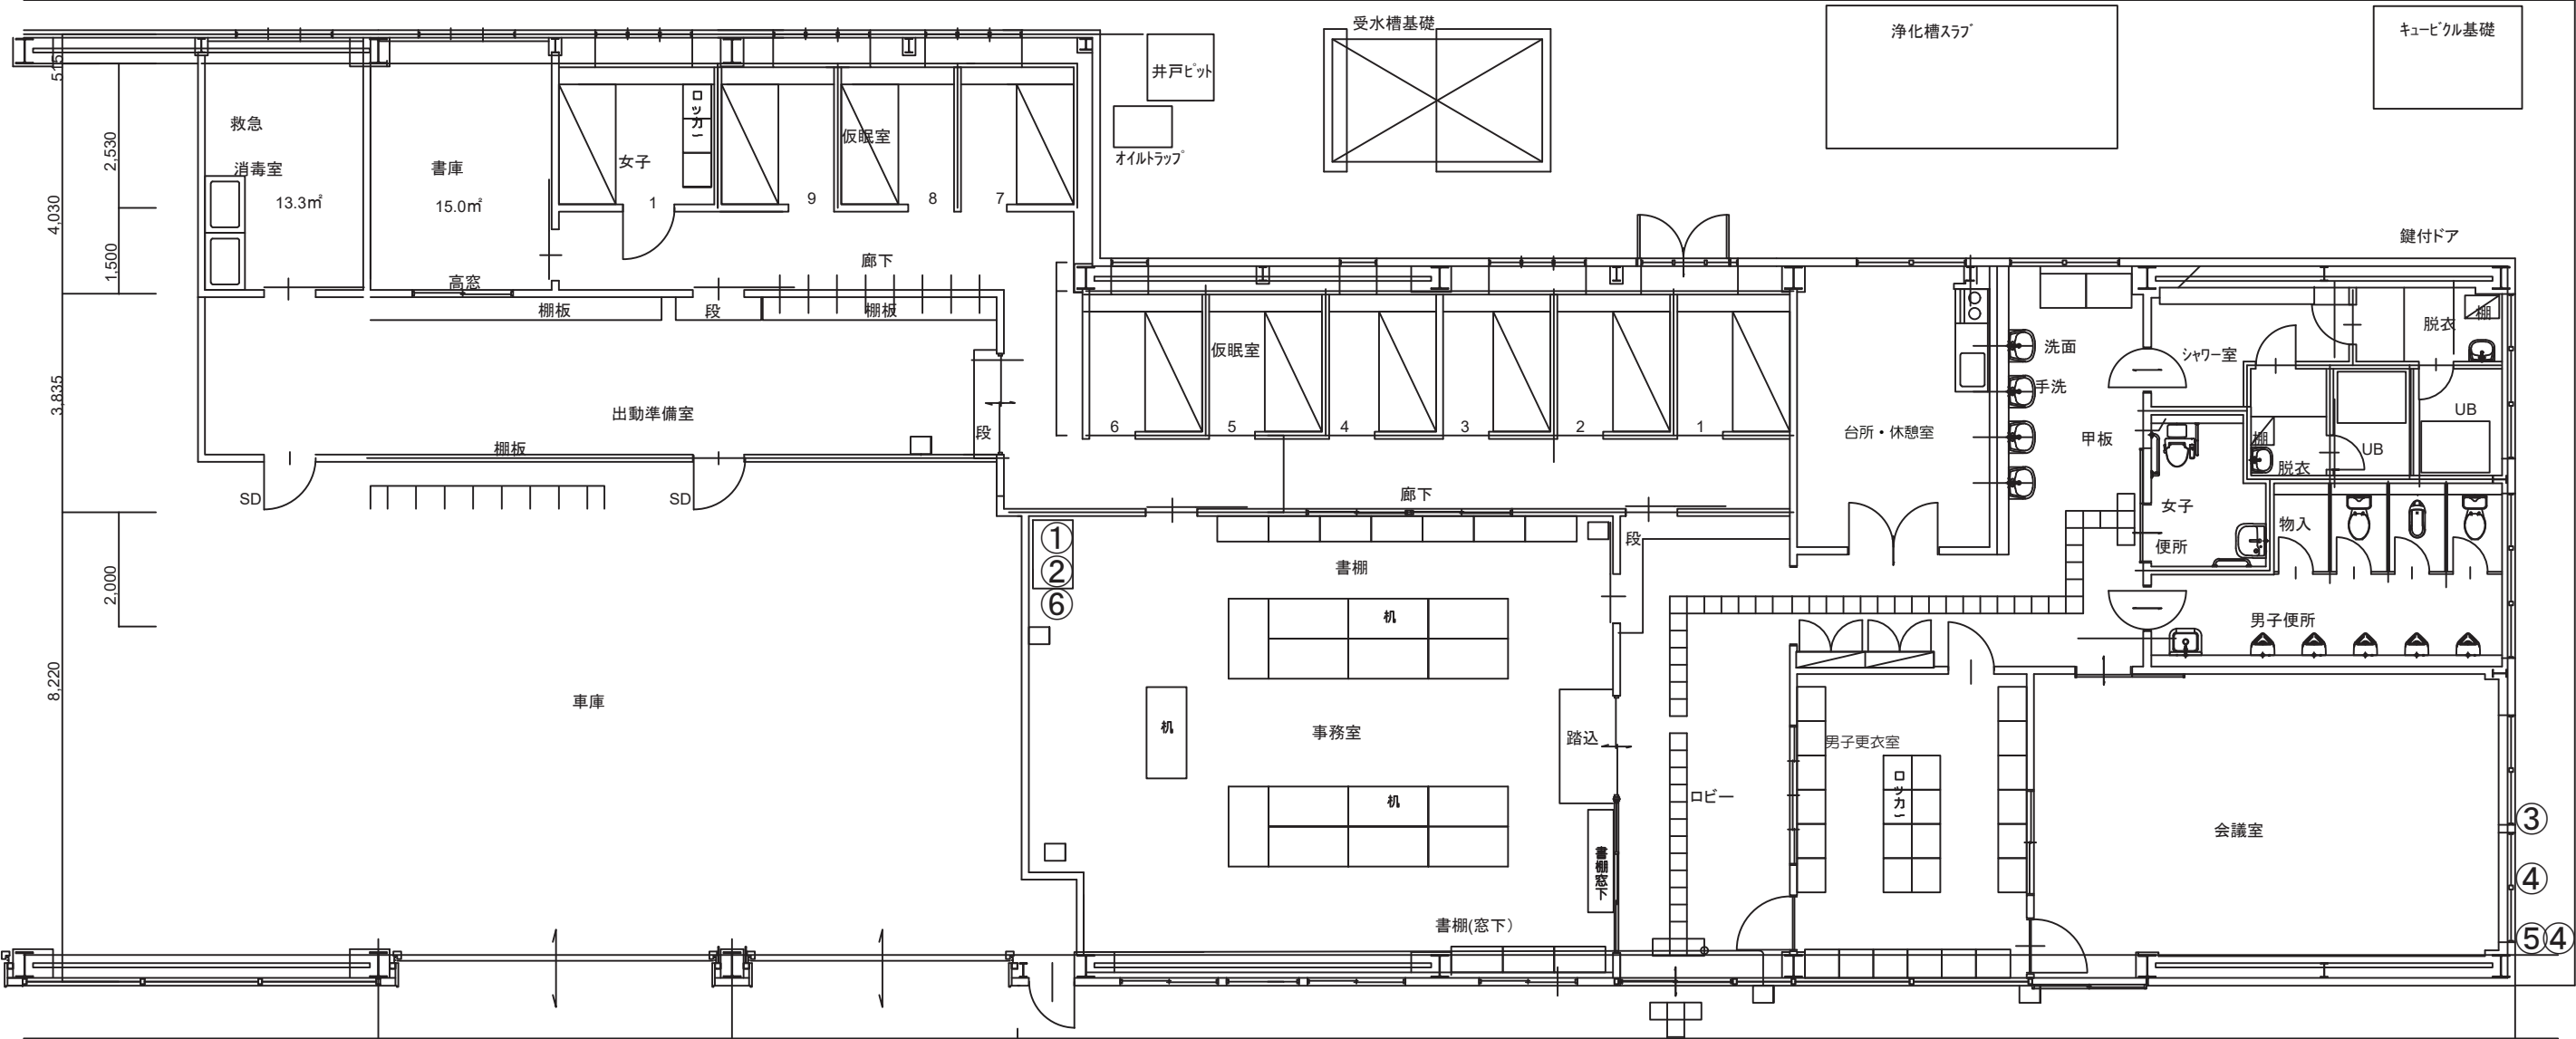 受水槽基礎
浄化槽スラブ
キュービクル基礎
井戸ピット
オイルトラップ
515
2,530
4,030
1,500
3,835
2,000
8,220
救急
消毒室
13.3㎡
書庫
15.0㎡
高窓
女子
1
ロッカー
仮眠室
9
8
7
廊下
棚板
段
棚板
出動準備室
段
棚板
SD
SD
仮眠室
6
5
4
3
2
1
廊下
台所・休憩室
洗面
手洗
甲板
鍵付ドア
シャワー室
脱衣
棚
UB
棚
脱衣
UB
女子
便所
物入
男子便所
①
②
⑥
書棚
段
机
机
事務室
踏込
机
書棚窓下
書棚(窓下)
車庫
ロビー
男子更衣室
ロッカー
会議室
③
④
⑤④